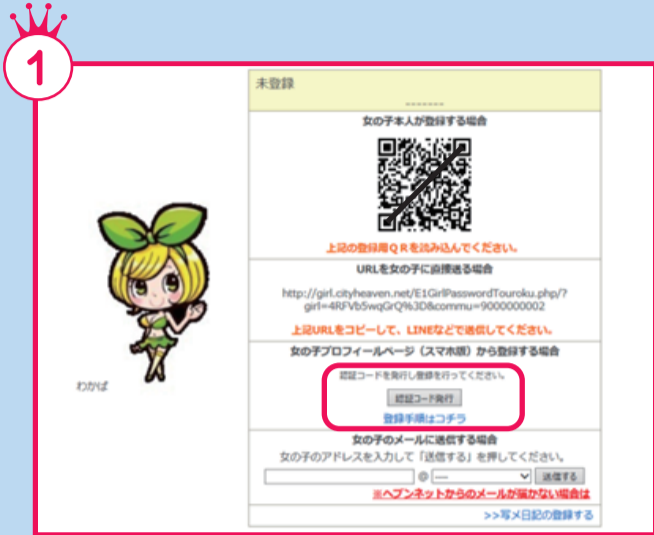 1
未登録
-------
女の子本人が登録する場合
上記の登録用QRを読み込んでください。
URLを女の子に直接送る場合
http://girl.cityheaven.net/E1GirlPasswordTouroku.php/?
girl=4RFVb5wqGrQ%3D&commu=9000000002
上記URLをコピーして、LINEなどで送信してください。
女の子プロフィールページ（スマホ版）から登録する場合
認証コードを発行し登録を行ってください。
認証コード発行
登録手順はコチラ
わかば
女の子のメールに送信する場合
女の子のアドレスを入力して「送信する」を押してください。
@ ---- 送信する
※ヘブンネットからのメールが届かない場合は
>>写メ日記の登録する